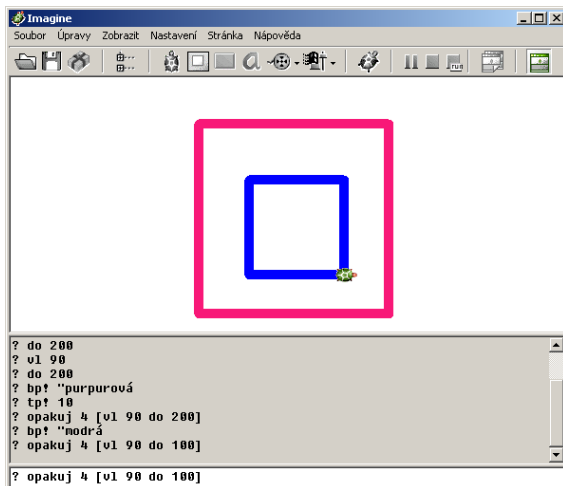 Imagine
Soubor Úpravy Zobrazit Nastavení Stránka Nápověda
run
? do 200
? vl 90
? do 200
? bp! "purpurová
? tp! 10
? opakuj 4 [vl 90 do 200]
? bp! "modrá
? opakuj 4 [vl 90 do 100]
? opakuj 4 [vl 90 do 100]